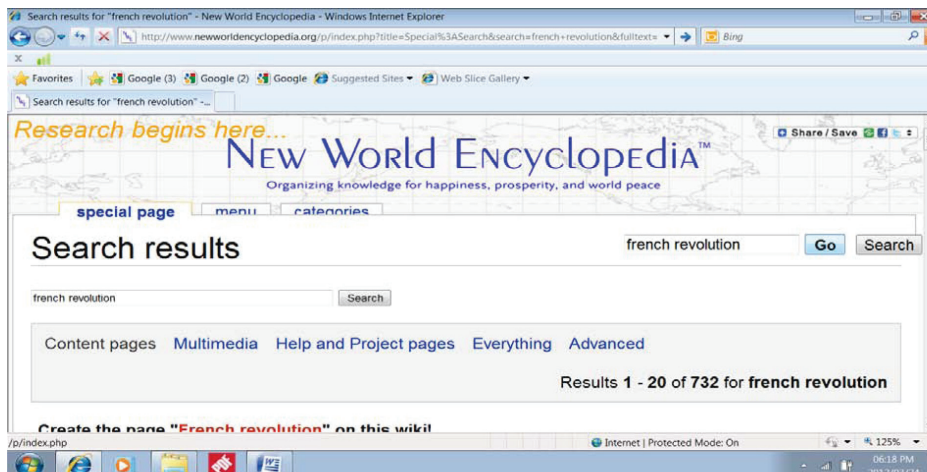 Search results for "french revolution" - New World Encyclopedia - Windows Internet Explorer
http://www.newworldencyclopedia.org/p/index.php?title=Special%3ASearch&search=french+revolution&fulltext=
Bing
x
Favorites Google (3) Google (2) Google Suggested Sites Web Slice Gallery
Search results for "french revolution" -...
Research begins here...
Share / Save
New World Encyclopedia™
Organizing knowledge for happiness, prosperity, and world peace
special page menu categories
Search results
french revolution Go Search
french revolution Search
Content pages Multimedia Help and Project pages Everything Advanced
Results 1 - 20 of 732 for french revolution
Create the page "French revolution" on this wiki!
/p/index.php Internet | Protected Mode: On 125%
06:18 PM